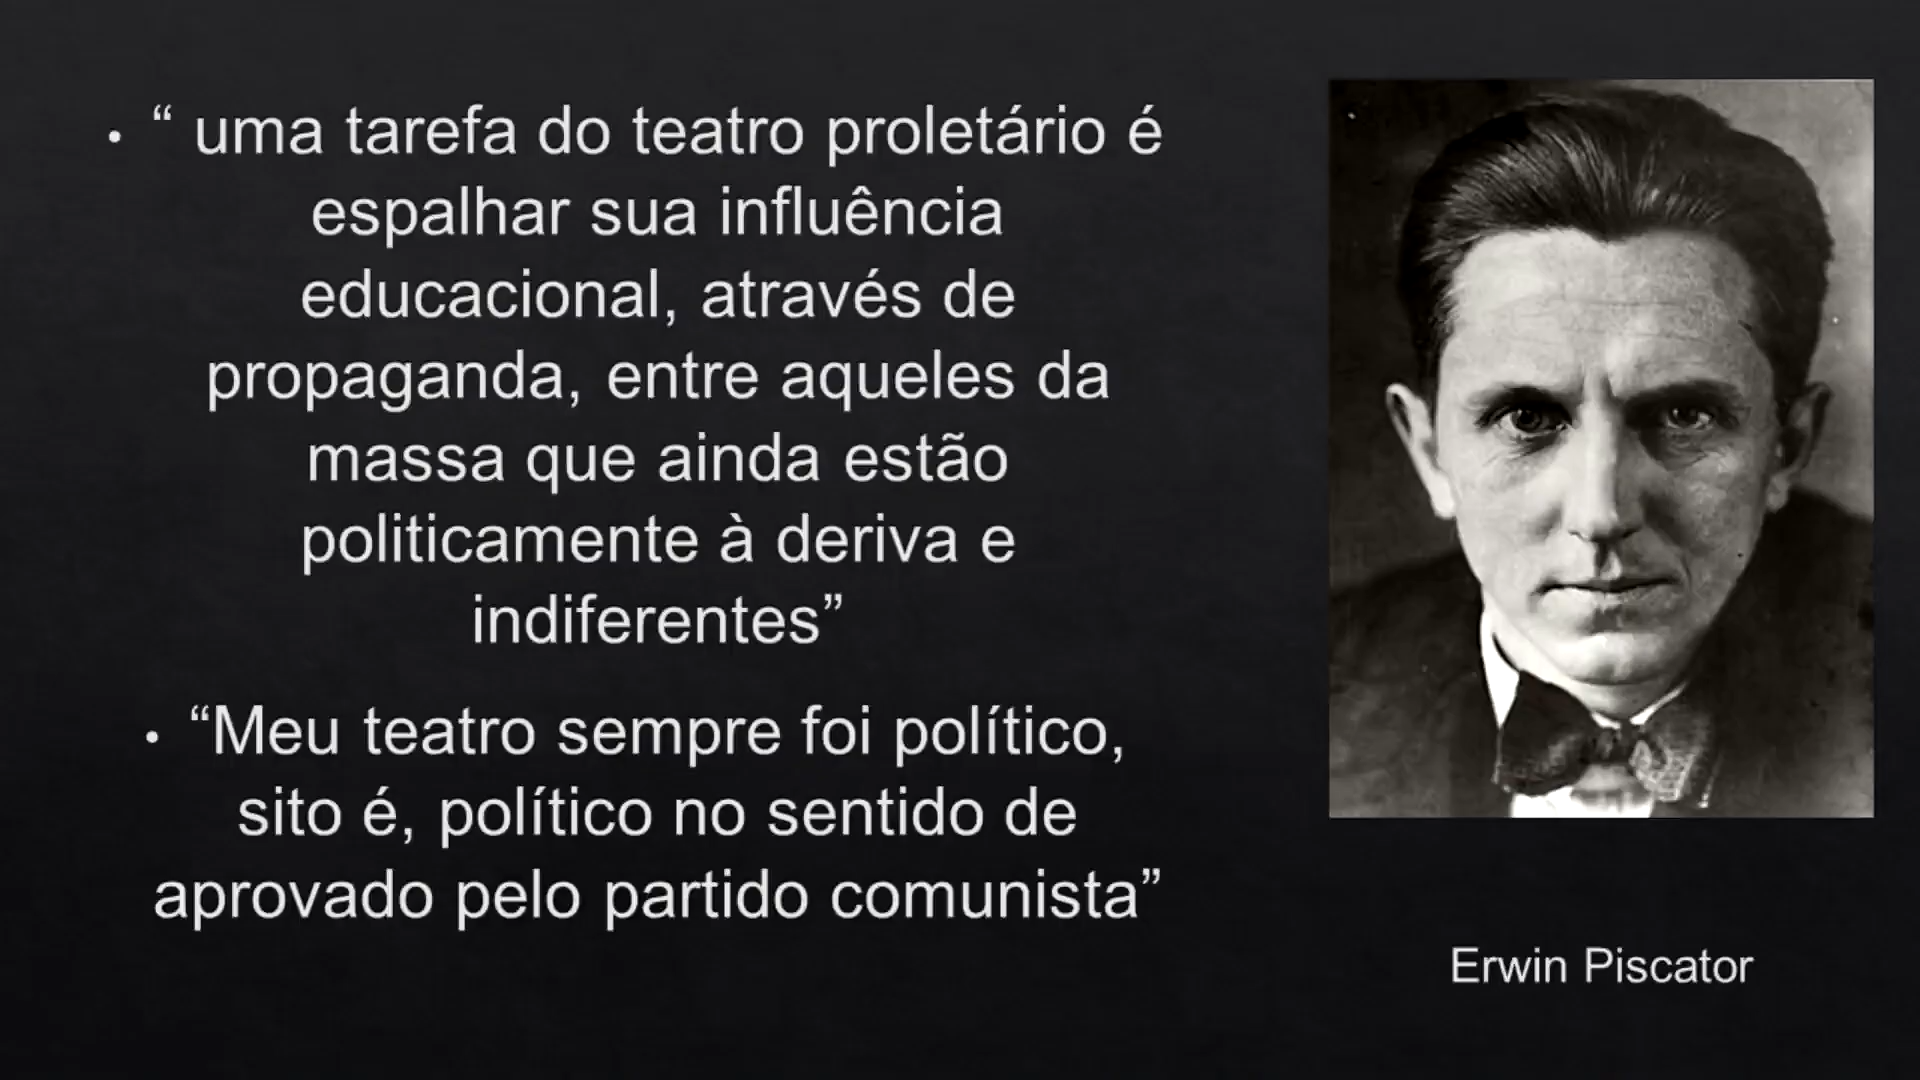 • “ uma tarefa do teatro proletário é
espalhar sua influência
educacional, através de
propaganda, entre aqueles da
massa que ainda estão
politicamente à deriva e
indiferentes”
• “Meu teatro sempre foi político,
sito é, político no sentido de
aprovado pelo partido comunista”
Erwin Piscator